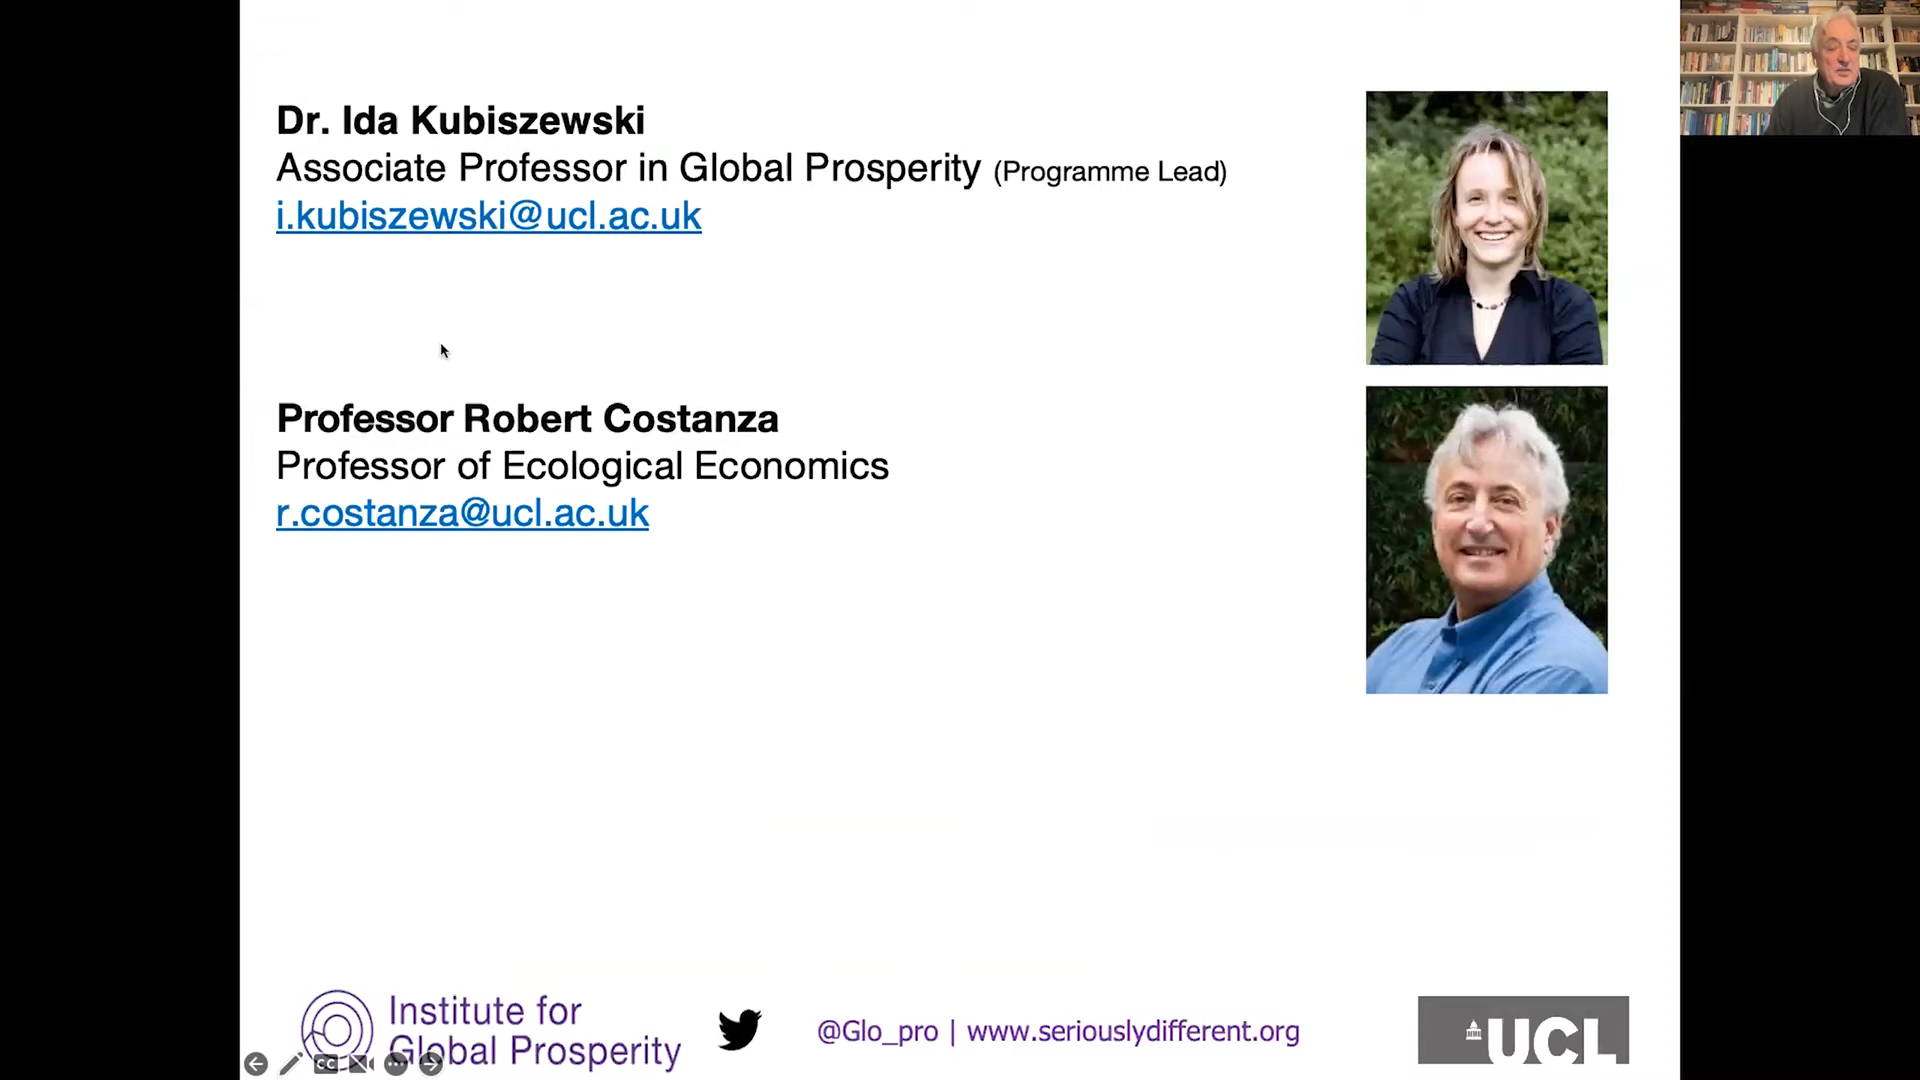 Dr. Ida Kubiszewski
Associate Professor in Global Prosperity (Programme Lead)
i.kubiszewski@ucl.ac.uk
Professor Robert Costanza
Professor of Ecological Economics
r.costanza@ucl.ac.uk
Institute for
Global Prosperity
@Glo_pro | www.seriouslydifferent.org
UCL
CC